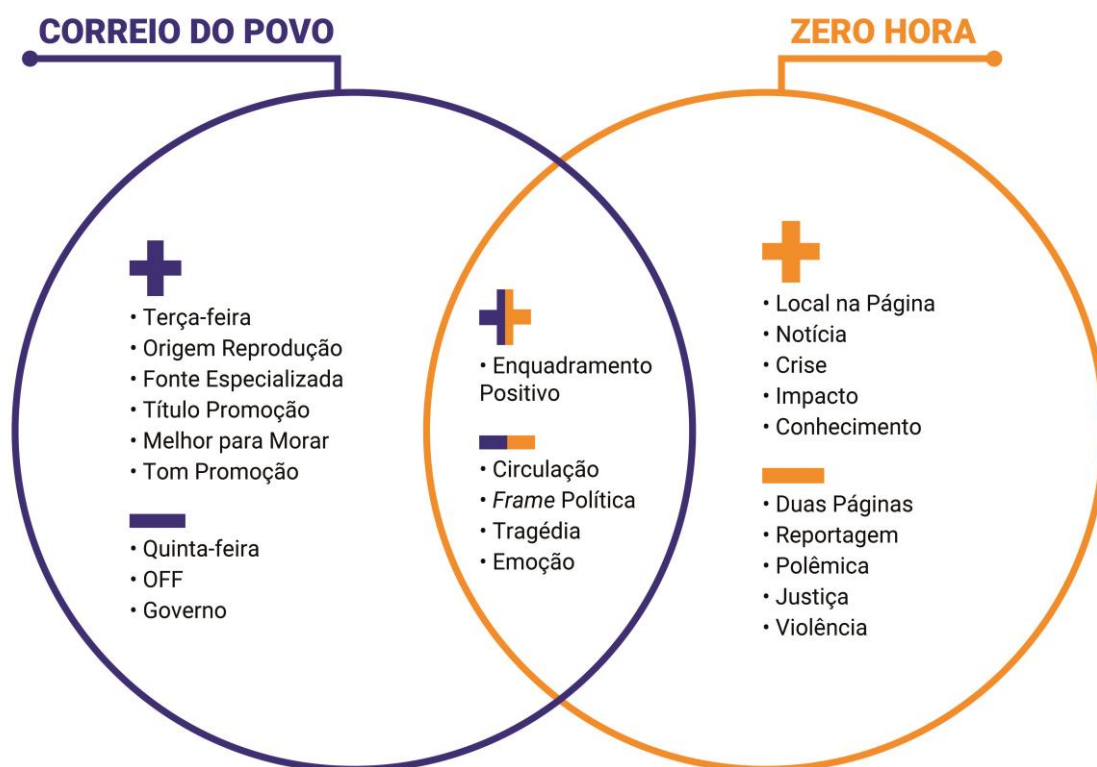 CORREIO DO POVO
• Terça-feira
• Origem Reprodução
• Fonte Especializada
• Título Promoção
• Melhor para Morar
• Tom Promoção
• Quinta-feira
• OFF
• Governo
• Enquadramento
Positivo
• Circulação
• Frame Política
• Tragédia
• Emoção
ZERO HORA
• Local na Página
• Notícia
• Crise
• Impacto
• Conhecimento
• Duas Páginas
• Reportagem
• Polêmica
• Justiça
• Violência